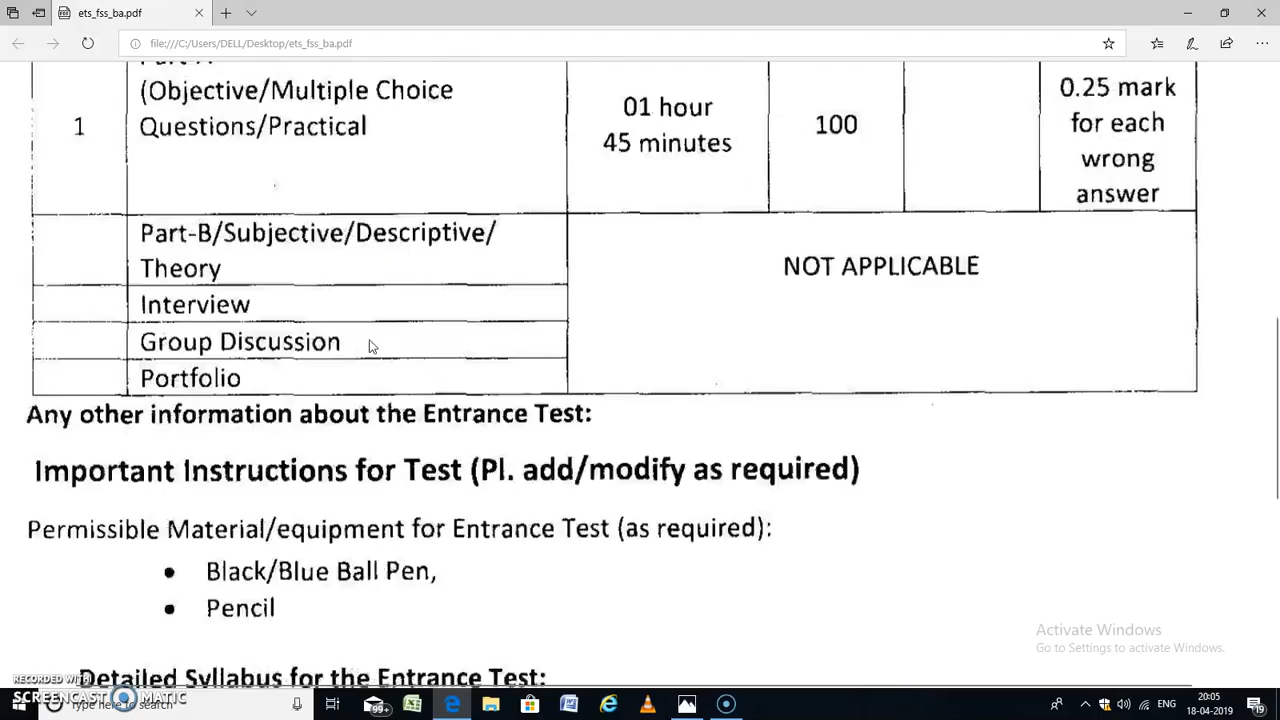 ets_fss_ba.pdf
file:///C:/Users/DELL/Desktop/ets_fss_ba.pdf
1
(Objective/Multiple Choice
Questions/Practical
01 hour
45 minutes
100
0.25 mark
for each
wrong
answer
Part-B/Subjective/Descriptive/
Theory
NOT APPLICABLE
Interview
Group Discussion
Portfolio
Any other information about the Entrance Test:
Important Instructions for Test (Pl. add/modify as required)
Permissible Material/equipment for Entrance Test (as required):
• Black/Blue Ball Pen,
• Pencil
Activate Windows
Go to Settings to activate Windows.
Detailed Syllabus for the Entrance Test:
RECORDED WITH
SCREENCAST MATIC
Type here to search
99+
ENG
20:05
18-04-2019
19